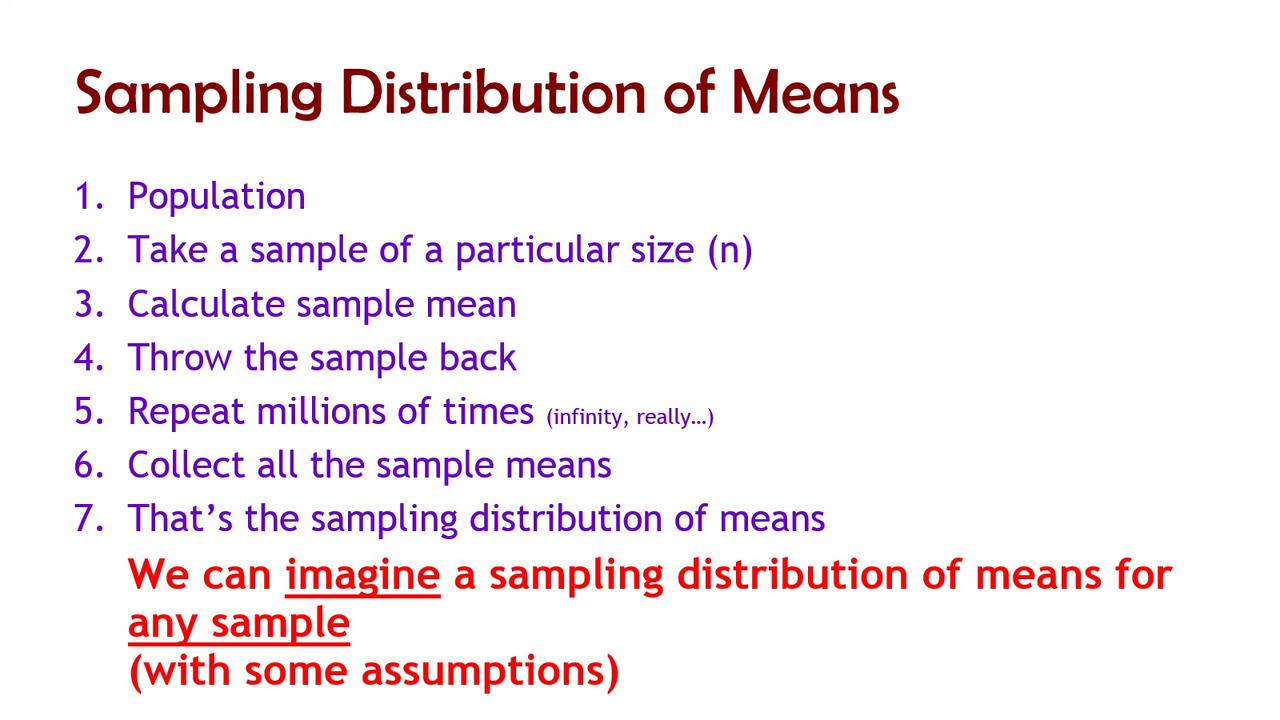 Sampling Distribution of Means
1. Population
2. Take a sample of a particular size (n)
3. Calculate sample mean
4. Throw the sample back
5. Repeat millions of times (infinity, really…)
6. Collect all the sample means
7. That’s the sampling distribution of means
We can imagine a sampling distribution of means for
any sample
(with some assumptions)